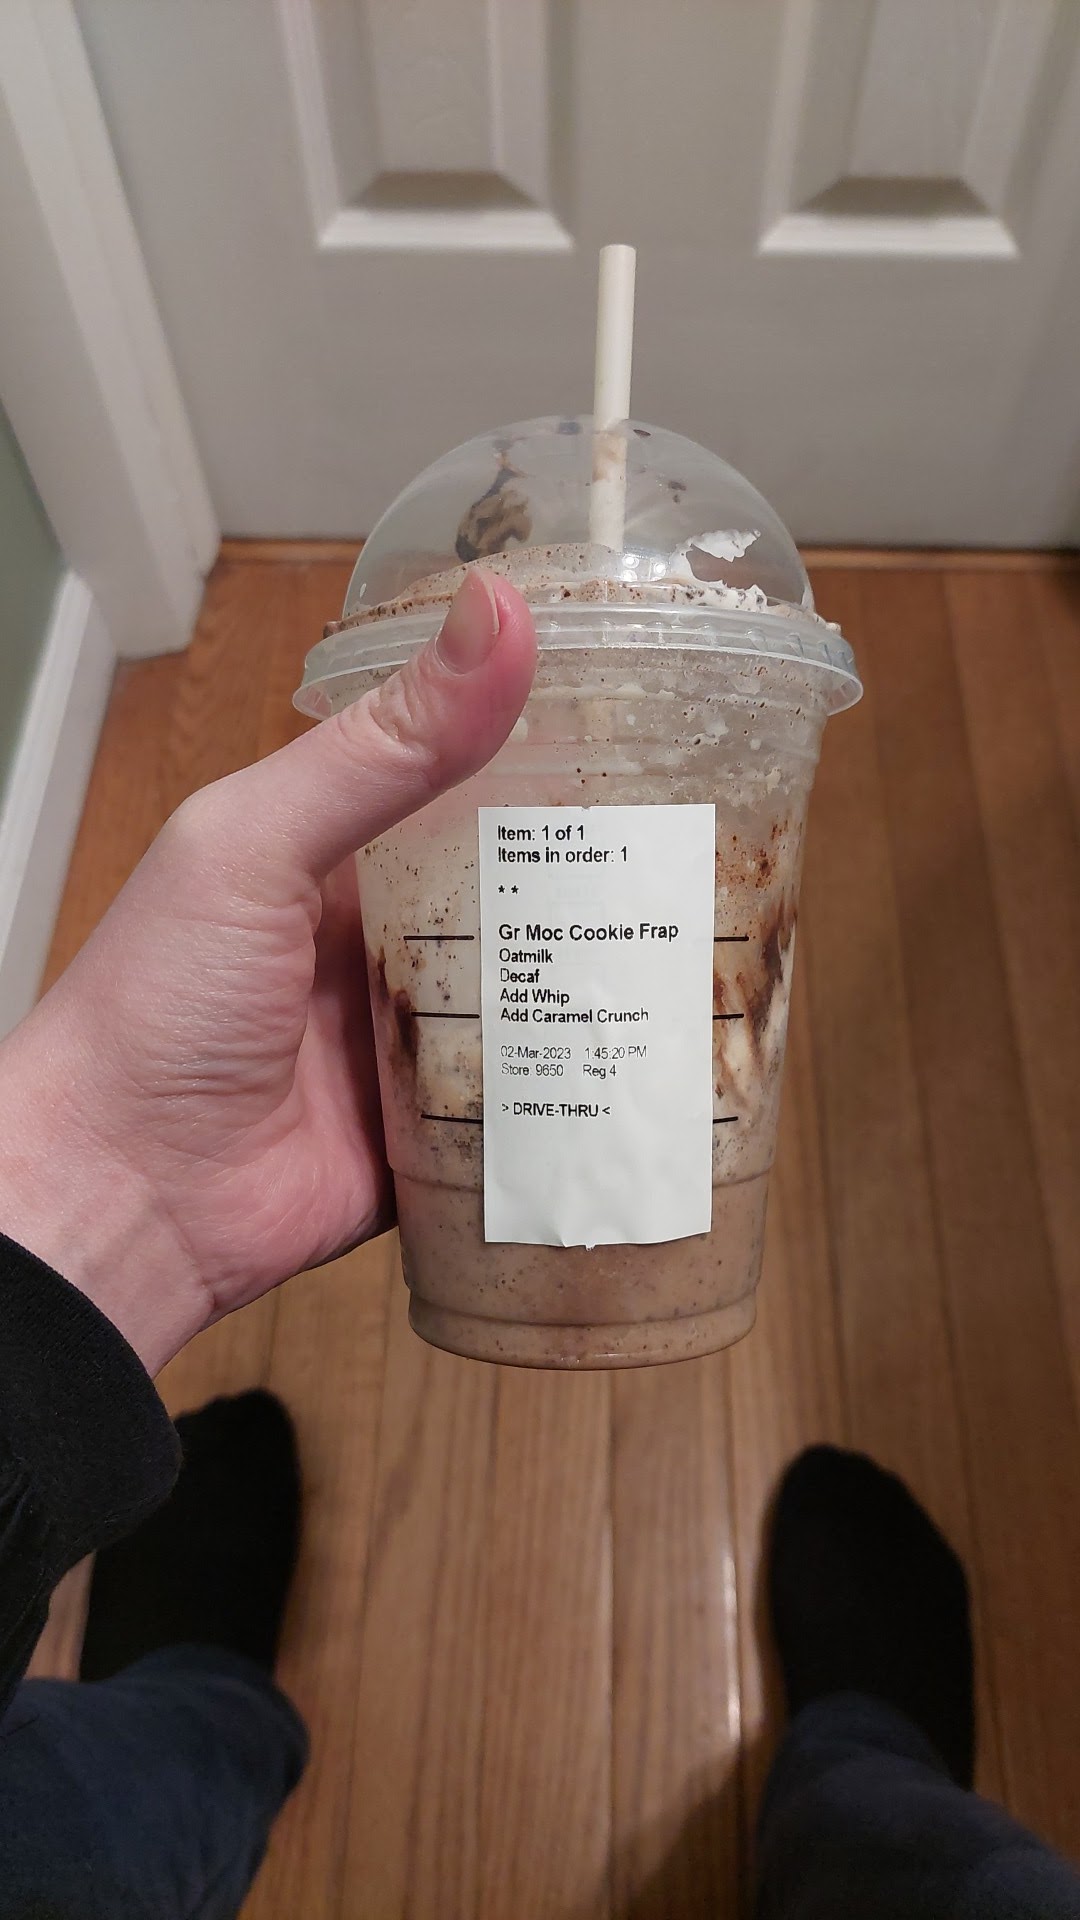 Item: 1 of 1
Items in order: 1
* *
Gr Moc Cookie Frap
Oatmilk
Decaf
Add Whip
Add Caramel Crunch
02-Mar-2023 1:45:20 PM
Store: 9650 Reg 4
> DRIVE-THRU <